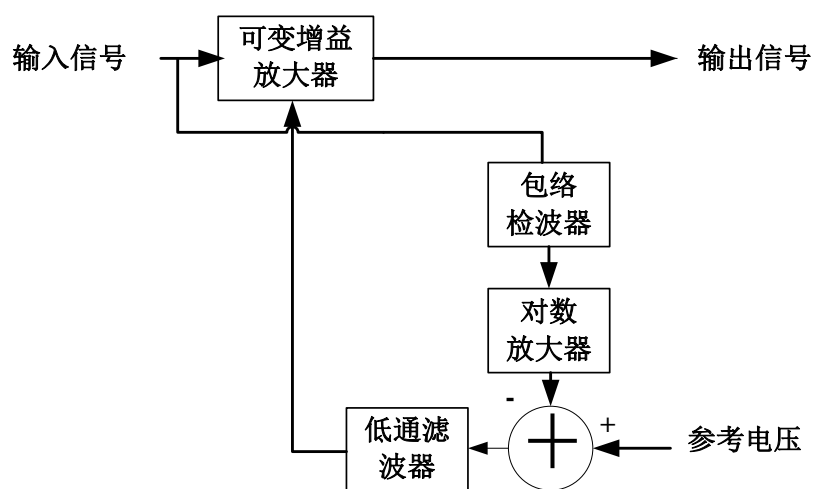 可变增益
放大器
输入信号
输出信号
包络
检波器
对数
放大器
-
+
参考电压
低通滤
波器